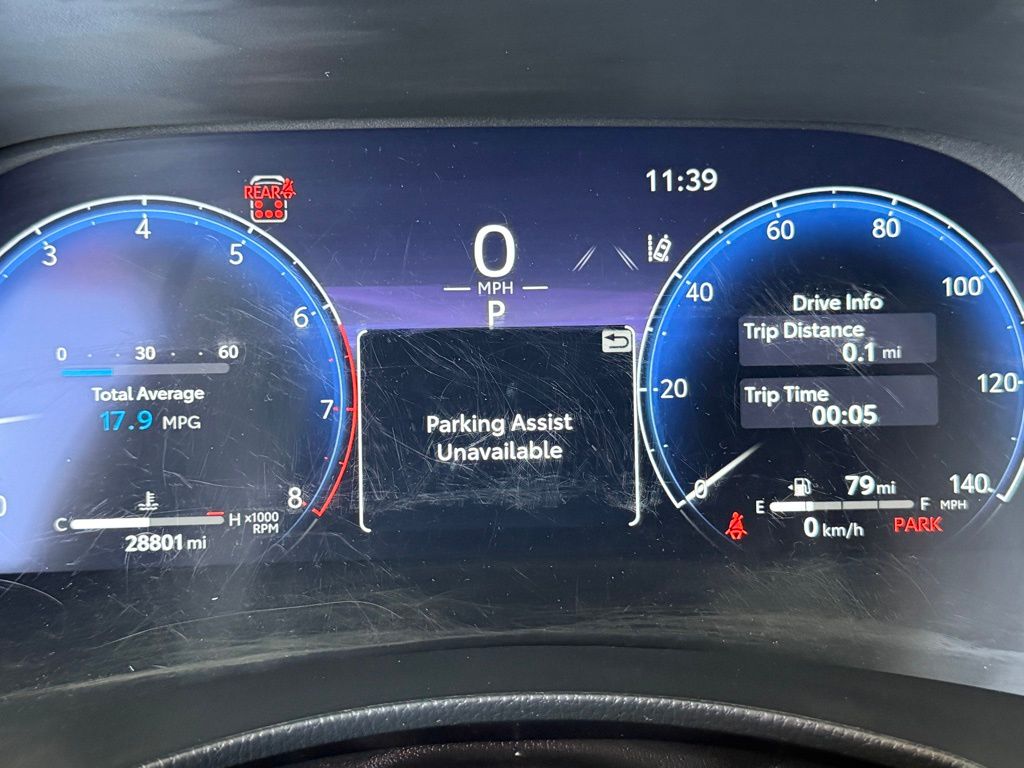 REAR
11:39
3
4
5
6
7
8
0
MPH
P
0 30 60
Total Average
17.9 MPG
C H x1000
RPM
28801 mi
Parking Assist
Unavailable
0
20
40
60
80
100
120
140
MPH
Drive Info
Trip Distance
0.1 mi
Trip Time
00:05
79 mi
E F
0 km/h
PARK